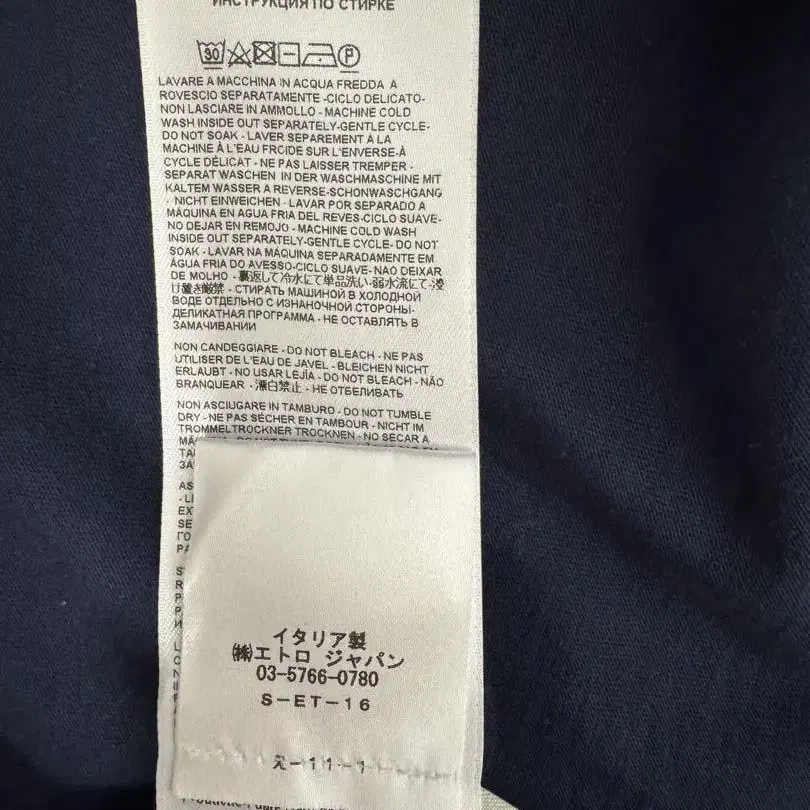 ИНСТРУКЦИЯ ПО СТИРКЕ
30 P
LAVARE A MACCHINA IN ACQUA FREDDA A
ROVESCIO SEPARATAMENTE -CICLO DELICATO-
NON LASCIARE IN AMMOLLO - MACHINE COLD
WASH INSIDE OUT SEPARATELY-GENTLE CYCLE-
DO NOT SOAK - LAVER SEPAREMENT À LA
MACHINE À L'EAU FROIDE SUR L'ENVERSE-À
CYCLE DÉLICAT - NE PAS LAISSER TREMPER -
SEPARAT WASCHEN IN DER WASCHMASCHINE MIT
KALTEM WASSER A REVERSE-SCHONWASCHGANG
- NICHT EINWEICHEN - LAVAR POR SEPARADO A
MÁQUINA EN AGUA FRIA DEL REVES-CICLO SUAVE-
NO DEJAR EN REMOJO - MACHINE COLD WASH
INSIDE OUT SEPARATELY-GENTLE CYCLE- DO NOT
SOAK - LAVAR NA MÁQUINA SEPARADAMENTE EM
ÁGUA FRIA DO AVESSO-CICLO SUAVE- NAO DEIXAR
DE MOLHO - 裏返して冷水にて単品洗い-弱水流にて-浸
け置き厳禁 - СТИРАТЬ МАШИНОЙ В ХОЛОДНОЙ
ВОДЕ ОТДЕЛЬНО С ИЗНАНОЧНОЙ СТОРОНЫ-
ДЕЛИКАТНАЯ ПРОГРАММА - НЕ ОСТАВЛЯТЬ В
ЗАМАЧИВАНИИ
NON CANDEGGIARE - DO NOT BLEACH - NE PAS
UTILISER DE L'EAU DE JAVEL - BLEICHEN NICHT
ERLAUBT - NO USAR LEJÍA - DO NOT BLEACH - NÃO
BRANQUEAR - 漂白禁止 - НЕ ОТБЕЛИВАТЬ
NON ASCIUGARE IN TAMBURO - DO NOT TUMBLE
DRY - NE PAS SÉCHER EN TAMBOUR - NICHT IM
TROMMELTROCKNER TROCKNEN - NO SECAR A
イタリア製
㈱エトロ ジャパン
03-5766-0780
S-ET-16
え-11-1